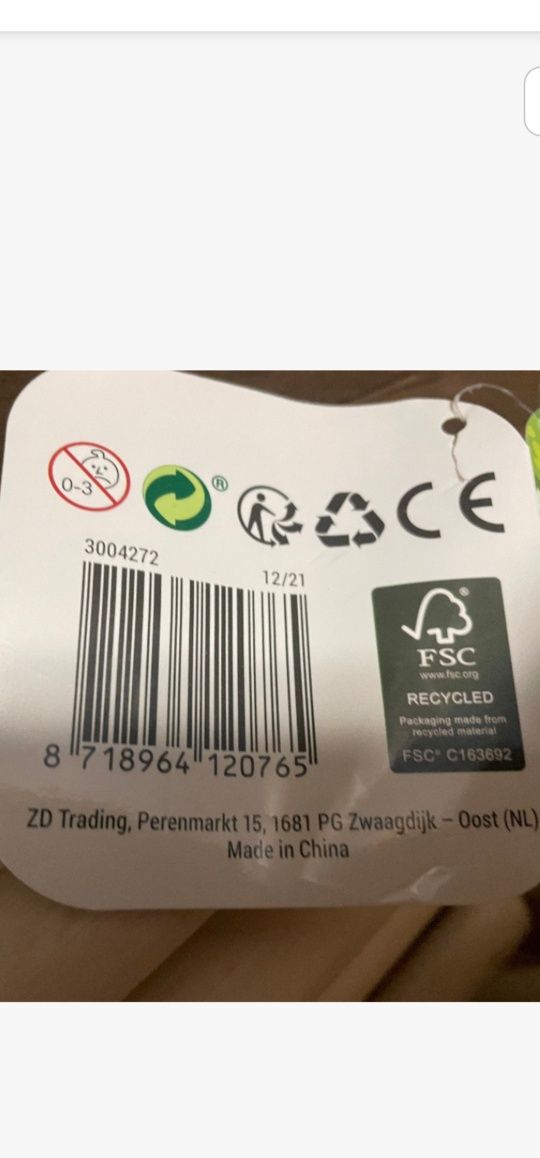 0-3
®
CE
3004272
12/21
8 718964 120765
®
FSC
www.fsc.org
RECYCLED
Packaging made from
recycled material
FSC® C163692
ZD Trading, Perenmarkt 15, 1681 PG Zwaagdijk – Oost (NL)
Made in China